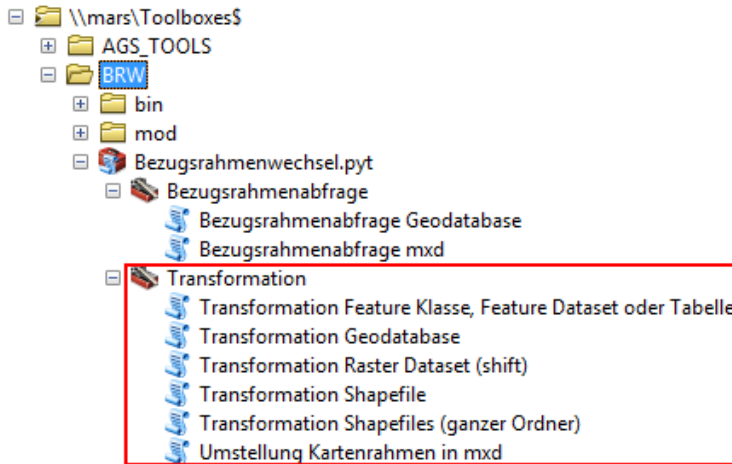 \\mars\Toolboxes$
AGS_TOOLS
BRW
bin
mod
Bezugsrahmenwechsel.pyt
Bezugsrahmenabfrage
Bezugsrahmenabfrage Geodatabase
Bezugsrahmenabfrage mxd
Transformation
Transformation Feature Klasse, Feature Dataset oder Tabelle
Transformation Geodatabase
Transformation Raster Dataset (shift)
Transformation Shapefile
Transformation Shapefiles (ganzer Ordner)
Umstellung Kartenrahmen in mxd